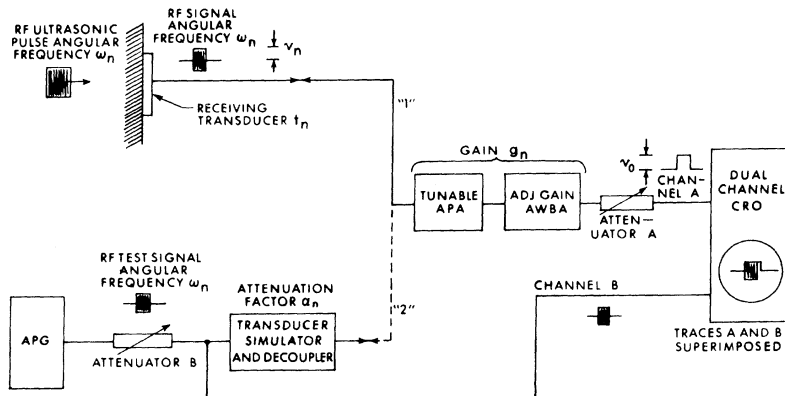 RF ULTRASONIC
PULSE ANGULAR
FREQUENCY ωn
RF SIGNAL
ANGULAR
FREQUENCY ωn
νn
RECEIVING
TRANSDUCER tn
"1"
GAIN gn
TUNABLE
APA
ADJ GAIN
AWBA
ν0
CHAN-
NEL A
ATTEN-
UATOR A
DUAL
CHANNEL
CRO
RF TEST SIGNAL
ANGULAR
FREQUENCY ωn
ATTENUATION
FACTOR αn
"2"
CHANNEL B
APG
ATTENUATOR B
TRANSDUCER
SIMULATOR
AND DECOUPLER
TRACES A AND B
SUPERIMPOSED